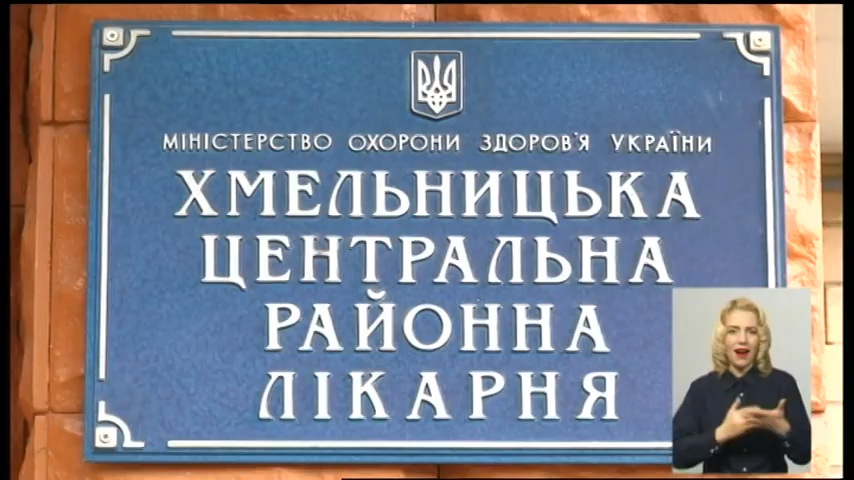 МІНІСТЕРСТВО ОХОРОНИ ЗДОРОВ'Я УКРАЇНИ
ХМЕЛЬНИЦЬКА
ЦЕНТРАЛЬНА
РАЙОННА
ЛІКАРНЯ